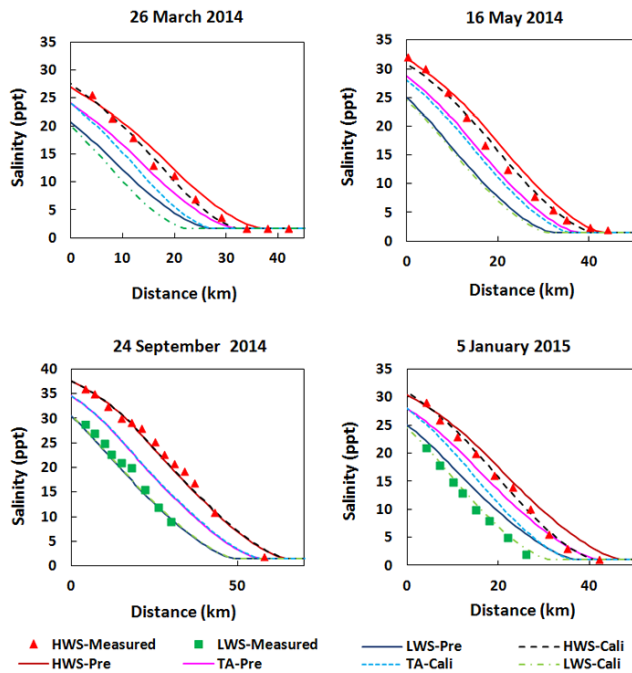 26 March 2014
35
30
25
20
15
10
5
0
Salinity (ppt)
0 10 20 30 40
Distance (km)
16 May 2014
35
30
25
20
15
10
5
0
Salinity (ppt)
0 20 40
Distance (km)
24 September 2014
40
35
30
25
20
15
10
5
0
Salinity (ppt)
0 50
Distance (km)
5 January 2015
35
30
25
20
15
10
5
0
Salinity (ppt)
0 10 20 30 40 50
Distance (km)
HWS-Measured LWS-Measured LWS-Pre HWS-Cali
HWS-Pre TA-Pre TA-Cali LWS-Cali